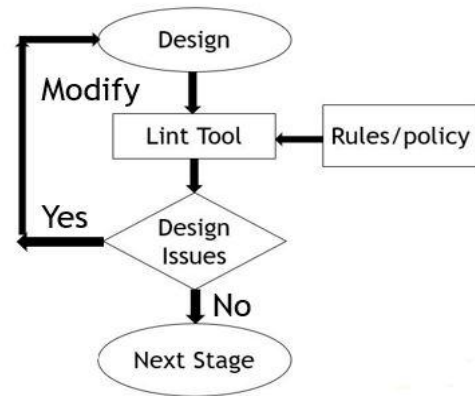 Design
Modify
Lint Tool
Rules/policy
Yes
Design
Issues
No
Next Stage